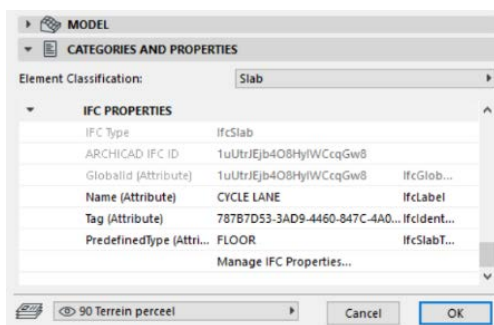 MODEL
CATEGORIES AND PROPERTIES
Element Classification: Slab
IFC PROPERTIES
IFC Type IfcSlab
ARCHICAD IFC ID 1uUtrJEjb4O8HyIWCcqGw8
GlobalId (Attribute) 1uUtrJEjb4O8HyIWCcqGw8 IfcGlob...
Name (Attribute) CYCLE LANE IfcLabel
Tag (Attribute) 787B7D53-3AD9-4460-847C-4A0... IfcIdent...
PredefinedType (Attri... FLOOR IfcSlabT...
Manage IFC Properties...
90 Terrein perceel Cancel OK